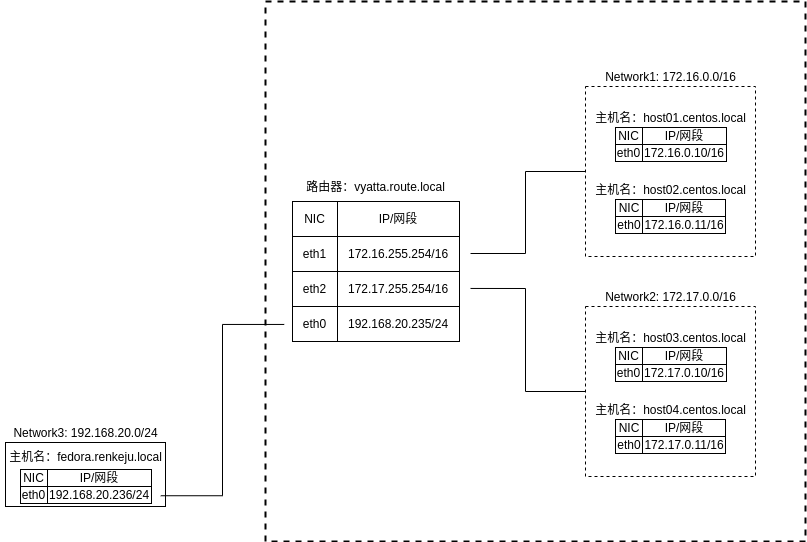 Network1: 172.16.0.0/16
主机名：host01.centos.local
NIC IP/网段
eth0 172.16.0.10/16
主机名：host02.centos.local
NIC IP/网段
eth0 172.16.0.11/16
路由器：vyatta.route.local
NIC IP/网段
eth1 172.16.255.254/16
eth2 172.17.255.254/16
eth0 192.168.20.235/24
Network2: 172.17.0.0/16
主机名：host03.centos.local
NIC IP/网段
eth0 172.17.0.10/16
主机名：host04.centos.local
NIC IP/网段
eth0 172.17.0.11/16
Network3: 192.168.20.0/24
主机名：fedora.renkeju.local
NIC IP/网段
eth0 192.168.20.236/24